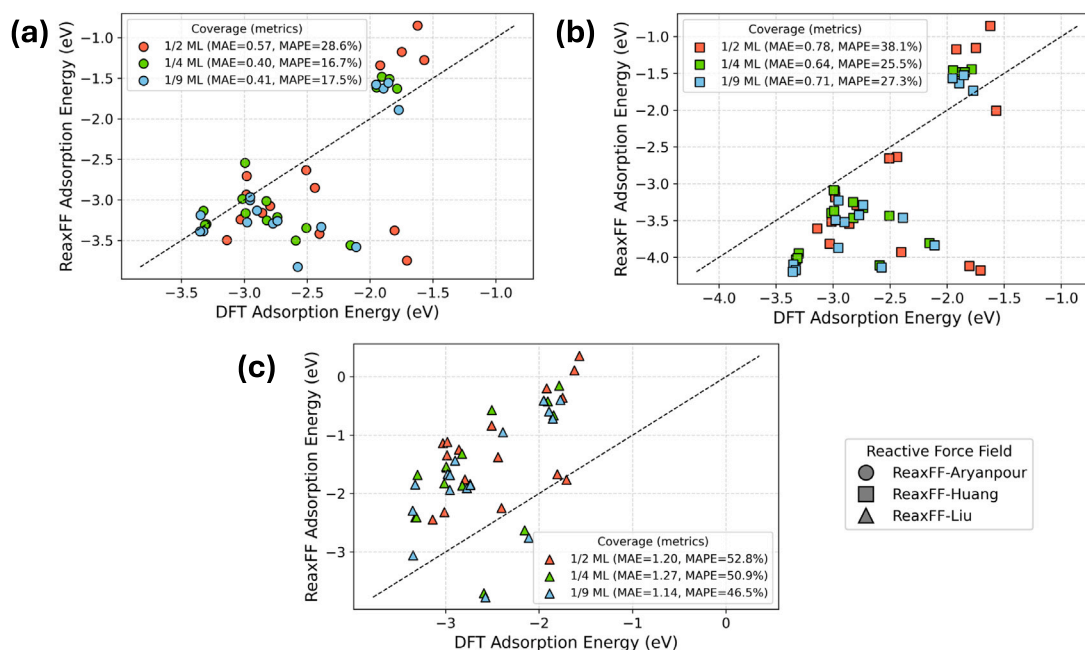 (a)
Coverage (metrics)
1/2 ML (MAE=0.57, MAPE=28.6%)
1/4 ML (MAE=0.40, MAPE=16.7%)
1/9 ML (MAE=0.41, MAPE=17.5%)
ReaxFF Adsorption Energy (eV)
−1.0
−1.5
−2.0
−2.5
−3.0
−3.5
−3.5 −3.0 −2.5 −2.0 −1.5 −1.0
DFT Adsorption Energy (eV)
(b)
Coverage (metrics)
1/2 ML (MAE=0.78, MAPE=38.1%)
1/4 ML (MAE=0.64, MAPE=25.5%)
1/9 ML (MAE=0.71, MAPE=27.3%)
ReaxFF Adsorption Energy (eV)
−1.0
−1.5
−2.0
−2.5
−3.0
−3.5
−4.0
−4.0 −3.5 −3.0 −2.5 −2.0 −1.5 −1.0
DFT Adsorption Energy (eV)
(c)
ReaxFF Adsorption Energy (eV)
0
−1
−2
−3
Coverage (metrics)
1/2 ML (MAE=1.20, MAPE=52.8%)
1/4 ML (MAE=1.27, MAPE=50.9%)
1/9 ML (MAE=1.14, MAPE=46.5%)
−3 −2 −1 0
DFT Adsorption Energy (eV)
Reactive Force Field
ReaxFF-Aryanpour
ReaxFF-Huang
ReaxFF-Liu